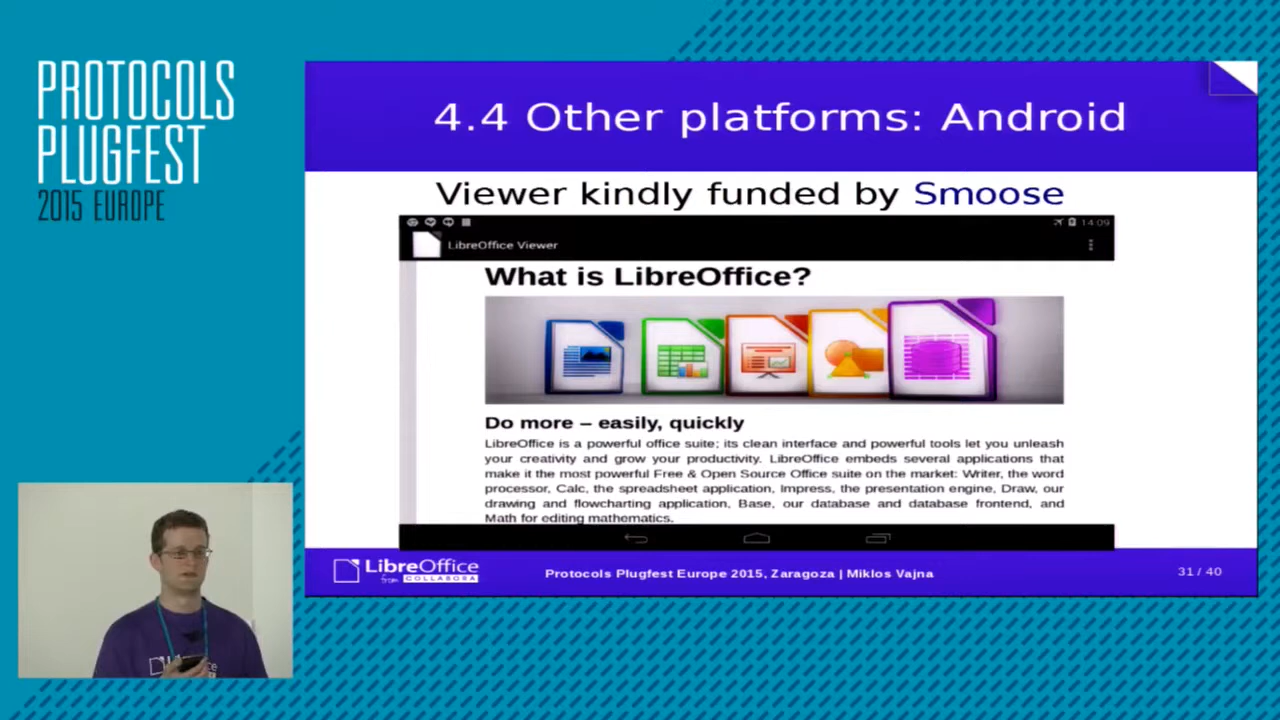 PROTOCOLS
PLUGFEST
2015 EUROPE
4.4 Other platforms: Android
Viewer kindly funded by Smoose
14:09
LibreOffice Viewer
What is LibreOffice?
Do more – easily, quickly
LibreOffice is a powerful office suite; its clean interface and powerful tools let you unleash
your creativity and grow your productivity. LibreOffice embeds several applications that
make it the most powerful Free & Open Source Office suite on the market: Writer, the word
processor, Calc, the spreadsheet application, Impress, the presentation engine, Draw, our
drawing and flowcharting application, Base, our database and database frontend, and
Math for editing mathematics.
LibreOffice
from COLLABORA
Protocols Plugfest Europe 2015, Zaragoza | Miklos Vajna
31 / 40